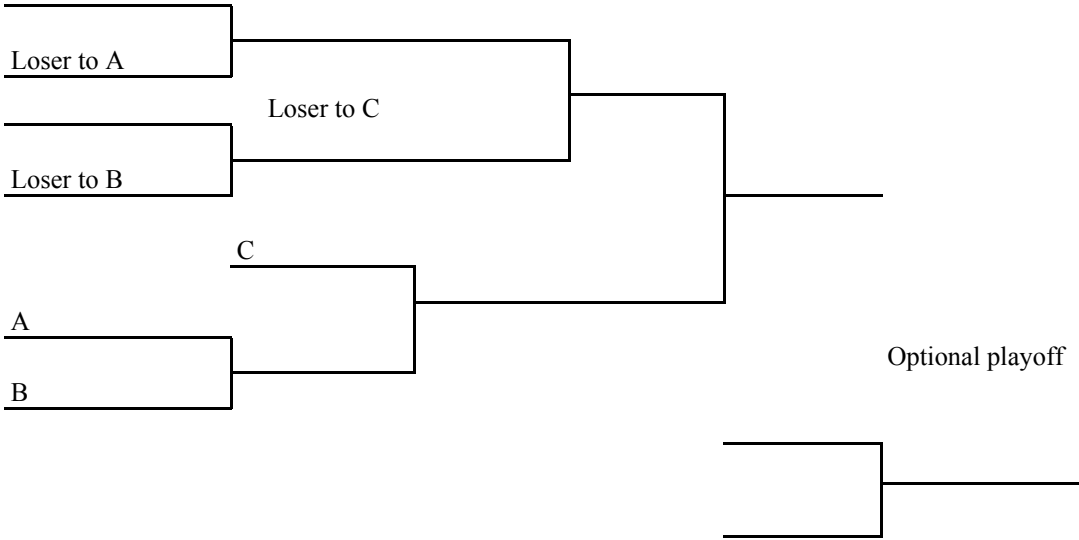 Loser to A
Loser to C
Loser to B
C
A
Optional playoff
B